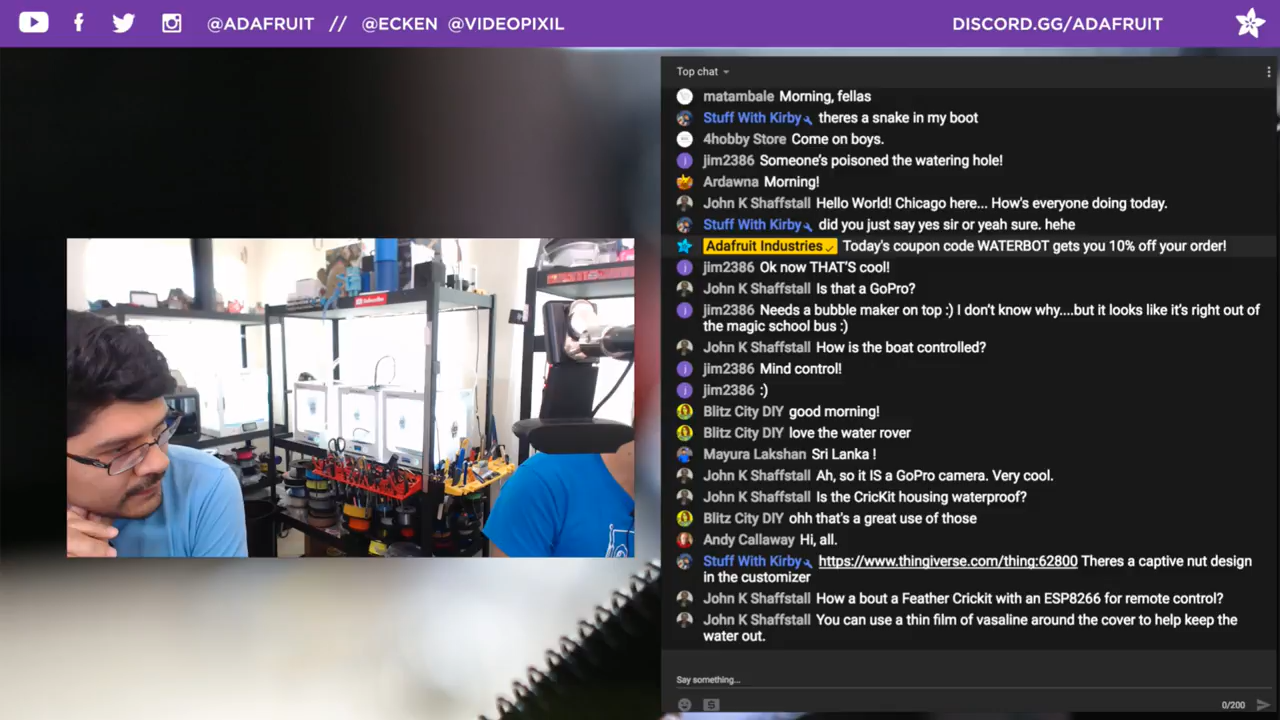 @ADAFRUIT // @ECKEN @VIDEOPIXIL
DISCORD.GG/ADAFRUIT
Top chat
matambale Morning, fellas
Stuff With Kirby theres a snake in my boot
4hobby Store Come on boys.
jim2386 Someone's poisoned the watering hole!
Ardawna Morning!
John K Shaffstall Hello World! Chicago here... How's everyone doing today.
Stuff With Kirby did you just say yes sir or yeah sure. hehe
Adafruit Industries Today's coupon code WATERBOT gets you 10% off your order!
jim2386 Ok now THAT'S cool!
John K Shaffstall Is that a GoPro?
jim2386 Needs a bubble maker on top :) I don't know why....but it looks like it's right out of
the magic school bus :)
John K Shaffstall How is the boat controlled?
jim2386 Mind control!
jim2386 :)
Blitz City DIY good morning!
Blitz City DIY love the water rover
Mayura Lakshan Sri Lanka !
John K Shaffstall Ah, so it IS a GoPro camera. Very cool.
John K Shaffstall Is the CricKit housing waterproof?
Blitz City DIY ohh that's a great use of those
Andy Callaway Hi, all.
Stuff With Kirby https://www.thingiverse.com/thing:62800 Theres a captive nut design
in the customizer
John K Shaffstall How a bout a Feather Crickit with an ESP8266 for remote control?
John K Shaffstall You can use a thin film of vasaline around the cover to help keep the
water out.
Say something...
0/200